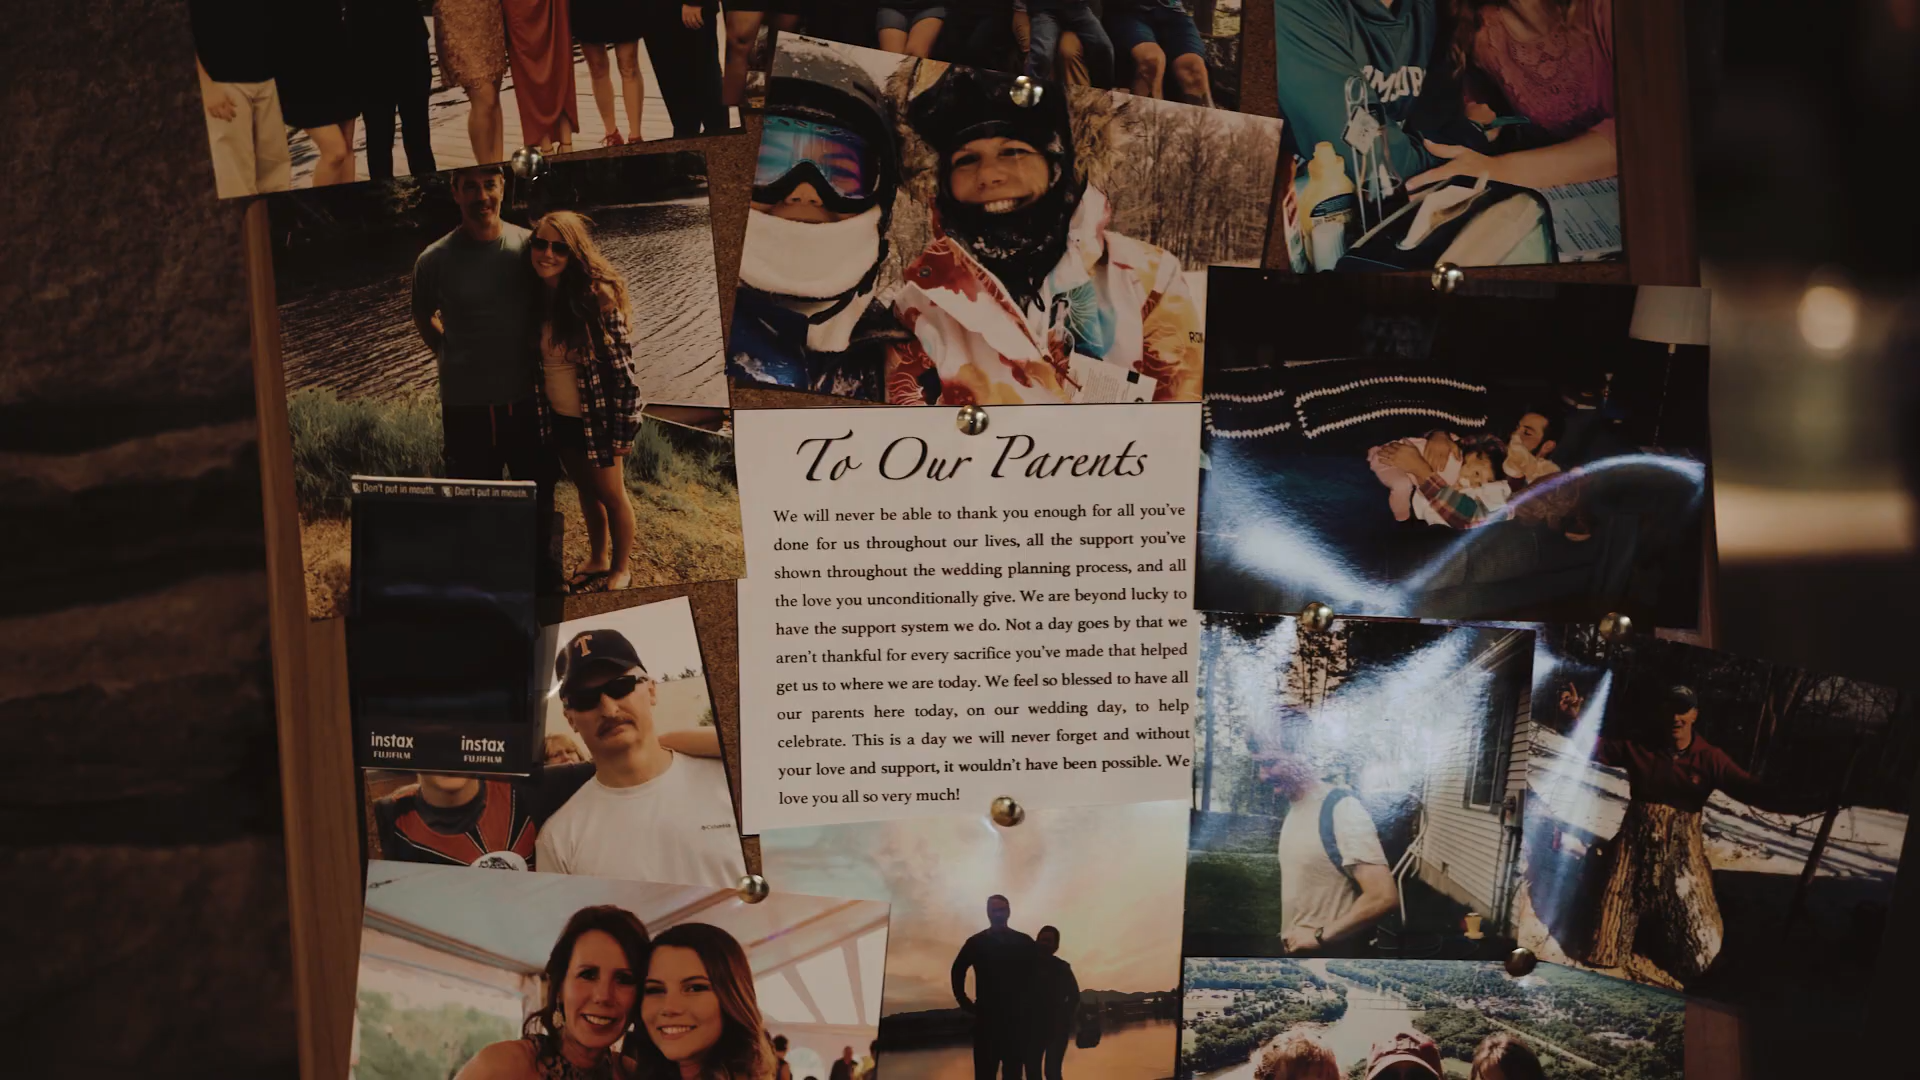 To Our Parents
We will never be able to thank you enough for all you've
done for us throughout our lives, all the support you've
shown throughout the wedding planning process, and all
the love you unconditionally give. We are beyond lucky to
have the support system we do. Not a day goes by that we
aren't thankful for every sacrifice you've made that helped
get us to where we are today. We feel so blessed to have all
our parents here today, on our wedding day, to help
celebrate. This is a day we will never forget and without
your love and support, it wouldn't have been possible. We
love you all so very much!
Don't put in mouth. Don't put in mouth.
instax instax
FUJIFILM FUJIFILM
T
Columbia